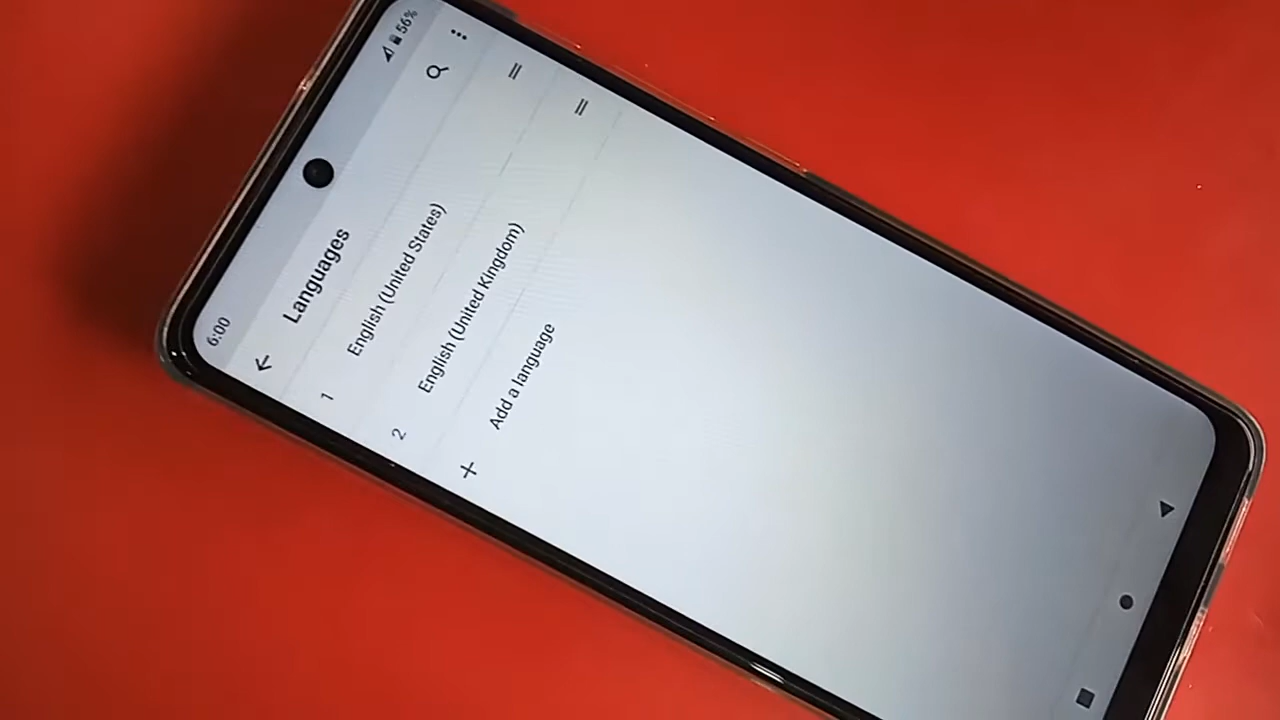 6:00
56%
Languages
1 English (United States)
2 English (United Kingdom)
+ Add a language